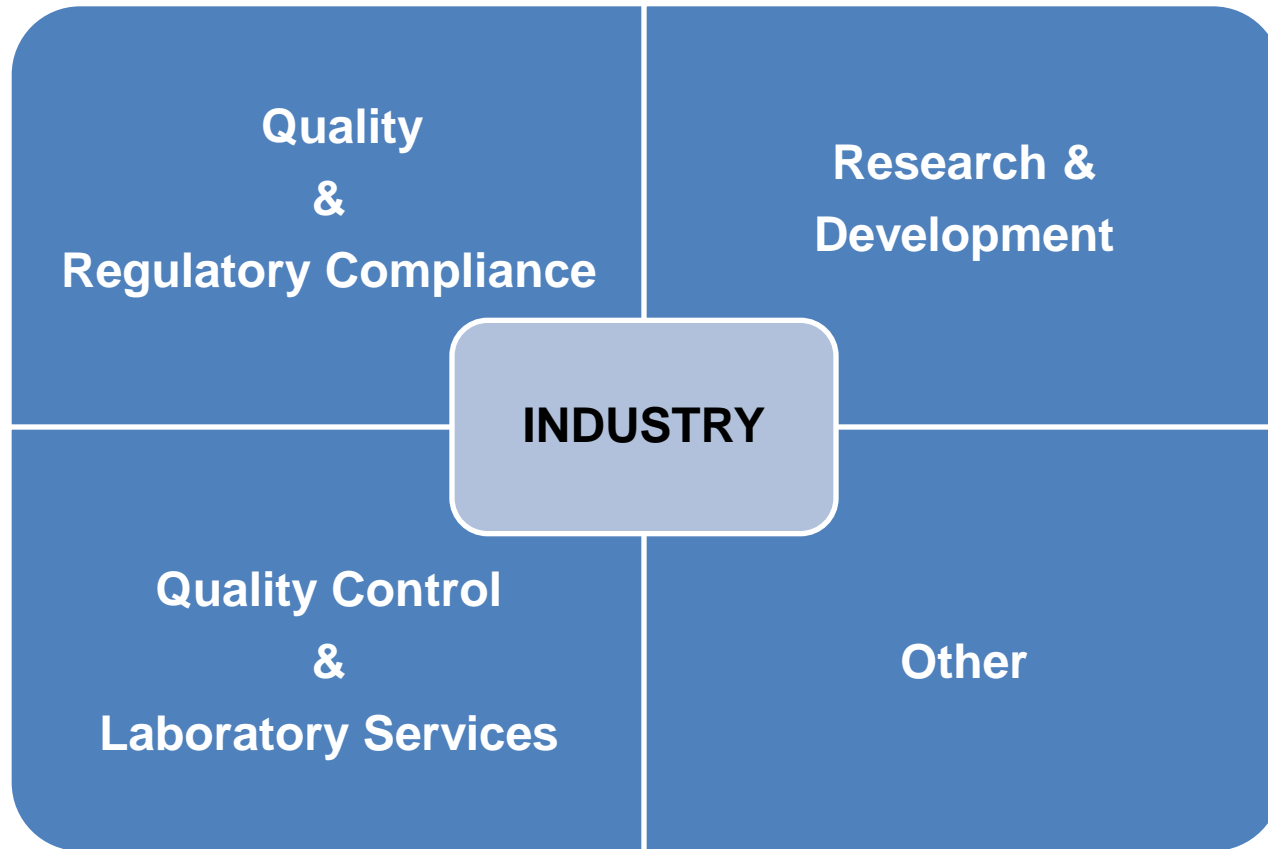 Quality
&
Regulatory Compliance
Research &
Development
INDUSTRY
Quality Control
&
Laboratory Services
Other